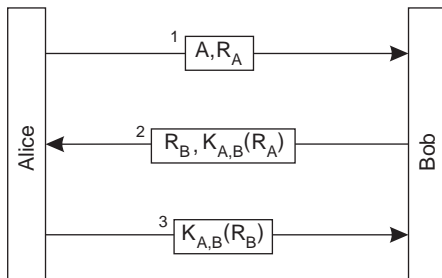 Alice
1 A,R_A
2 R_B, K_A,B(R_A)
3 K_A,B(R_B)
Bob